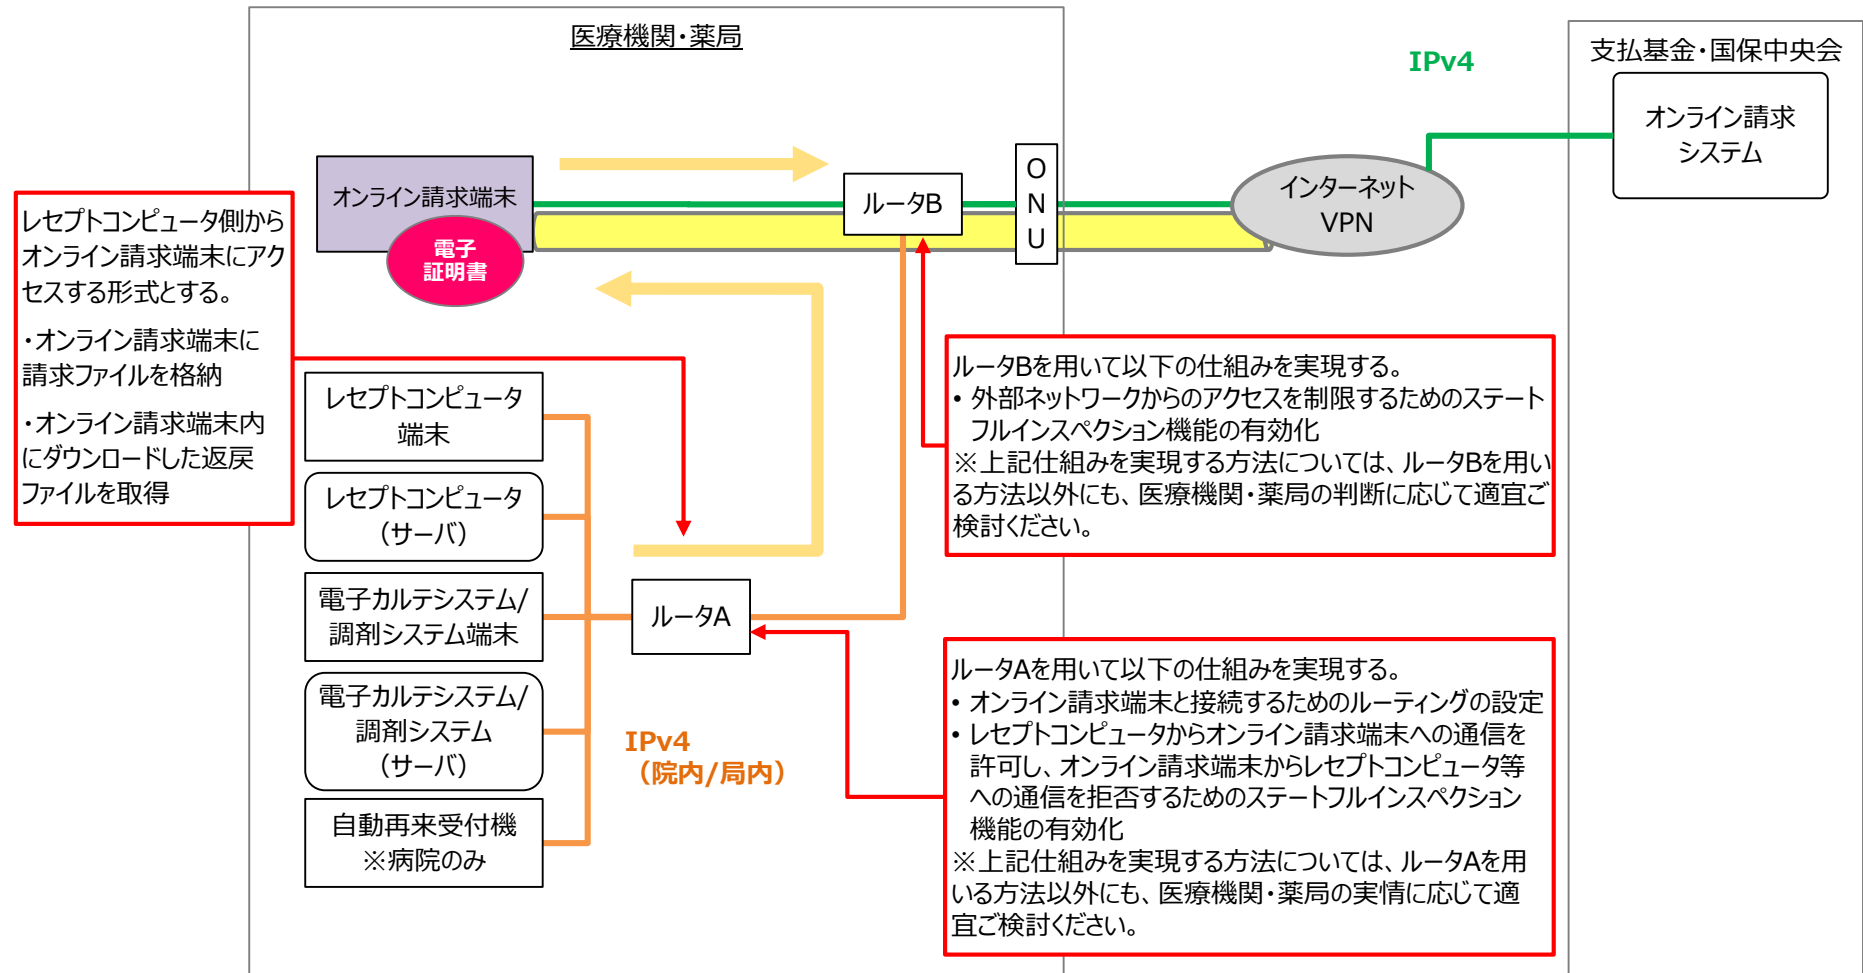 医療機関・薬局
IPv4
支払基金・国保中央会
オンライン請求
システム
オンライン請求端末
電子
証明書
ルータB
O
N
U
インターネット
VPN
レセプトコンピュータ側から
オンライン請求端末にアク
セスする形式とする。
・オンライン請求端末に
請求ファイルを格納
・オンライン請求端末内
にダウンロードした返戻
ファイルを取得
レセプトコンピュータ
端末
レセプトコンピュータ
（サーバ）
電子カルテシステム/
調剤システム端末
電子カルテシステム/
調剤システム
（サーバ）
自動再来受付機
※病院のみ
ルータA
IPv4
（院内/局内）
ルータBを用いて以下の仕組みを実現する。
• 外部ネットワークからのアクセスを制限するためのステート
フルインスペクション機能の有効化
※上記仕組みを実現する方法については、ルータBを用い
る方法以外にも、医療機関・薬局の判断に応じて適宜ご
検討ください。
ルータAを用いて以下の仕組みを実現する。
• オンライン請求端末と接続するためのルーティングの設定
• レセプトコンピュータからオンライン請求端末への通信を
許可し、オンライン請求端末からレセプトコンピュータ等
への通信を拒否するためのステートフルインスペクション
機能の有効化
※上記仕組みを実現する方法については、ルータAを用
いる方法以外にも、医療機関・薬局の実情に応じて適
宜ご検討ください。